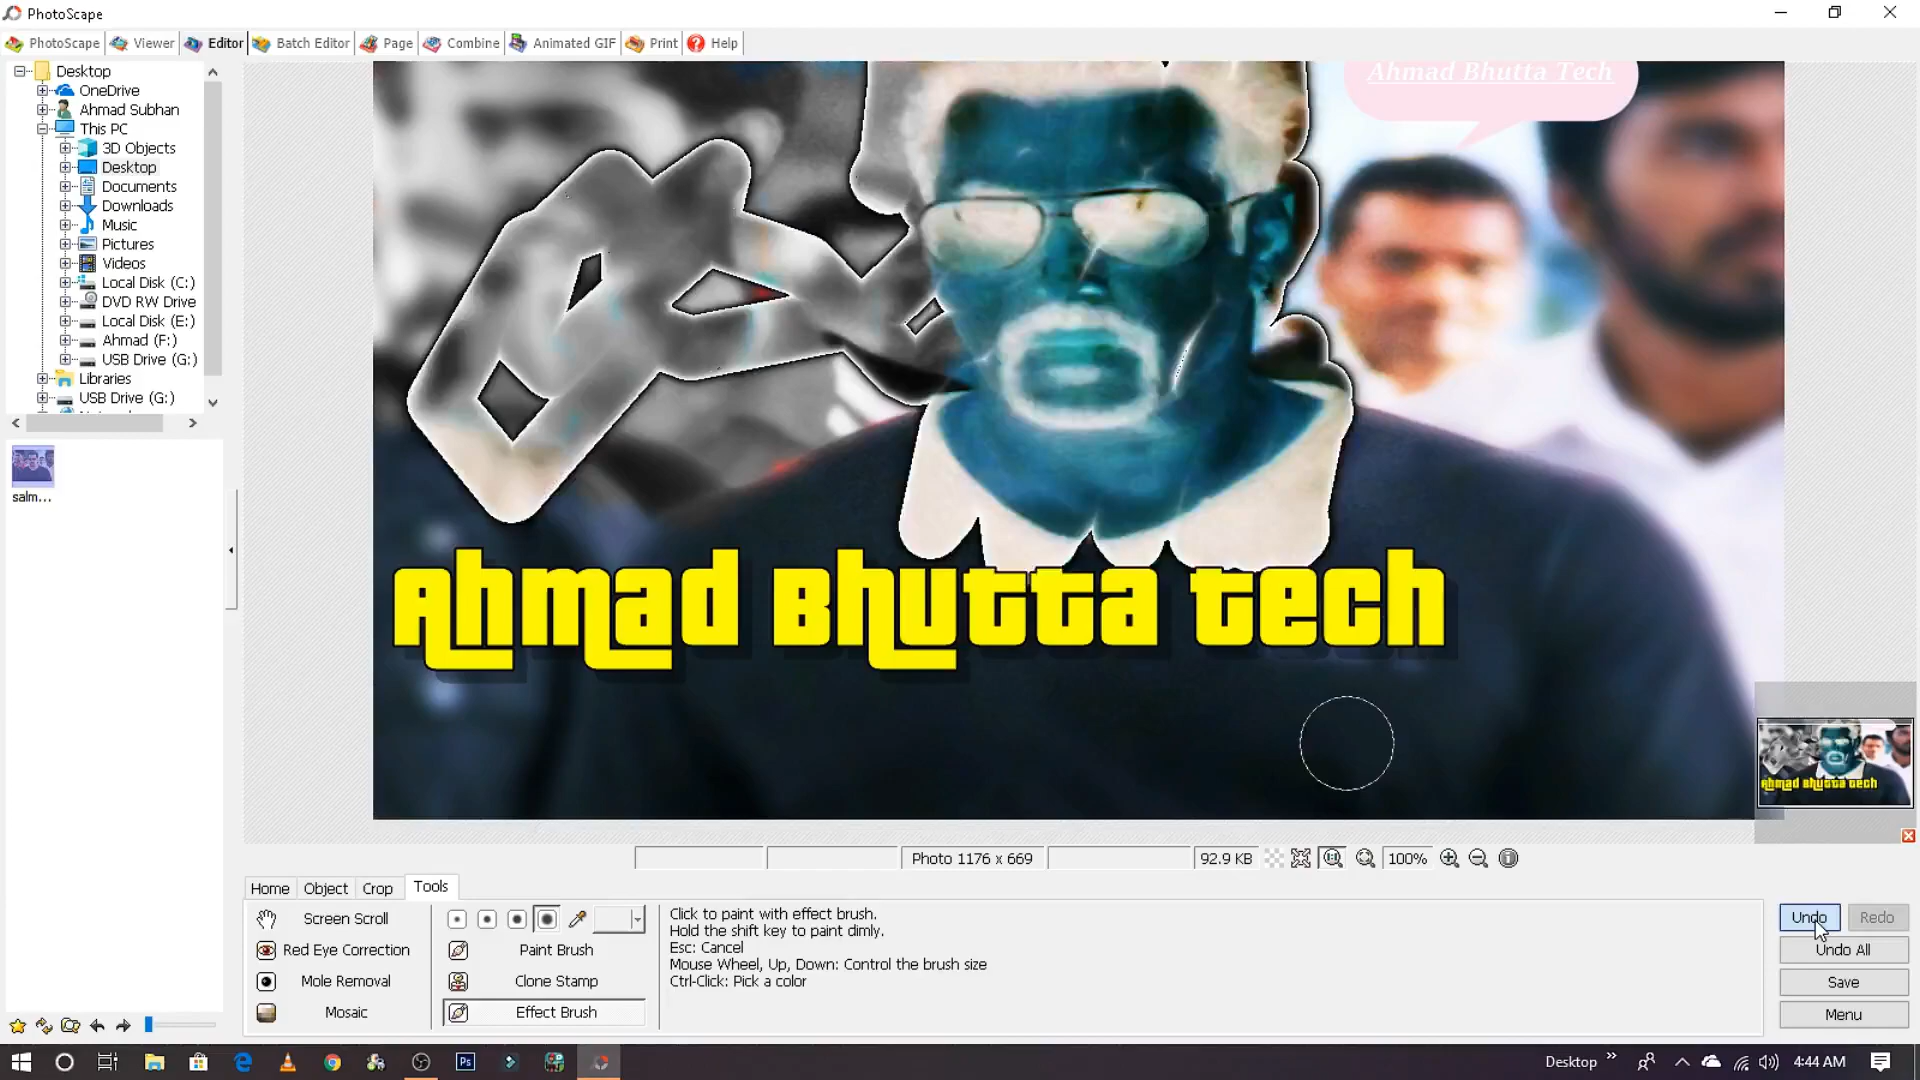 PhotoScape
PhotoScape Viewer Editor Batch Editor Page Combine Animated GIF Print Help
Desktop
OneDrive
Ahmad Subhan
This PC
3D Objects
Desktop
Documents
Downloads
Music
Pictures
Videos
Local Disk (C:)
DVD RW Drive
Local Disk (E:)
Ahmad (F:)
USB Drive (G:)
Libraries
USB Drive (G:)
salm...
Ahmad Bhutta Tech
Ahmad Bhutta tech
Ahmad Bhutta tech
Photo 1176 x 669
92.9 KB
100%
Home Object Crop Tools
Screen Scroll
Red Eye Correction
Mole Removal
Mosaic
Paint Brush
Clone Stamp
Effect Brush
Click to paint with effect brush.
Hold the shift key to paint dimly.
Esc: Cancel
Mouse Wheel, Up, Down: Control the brush size
Ctrl-Click: Pick a color
Undo Redo
Undo All
Save
Menu
Ps
Desktop
4:44 AM